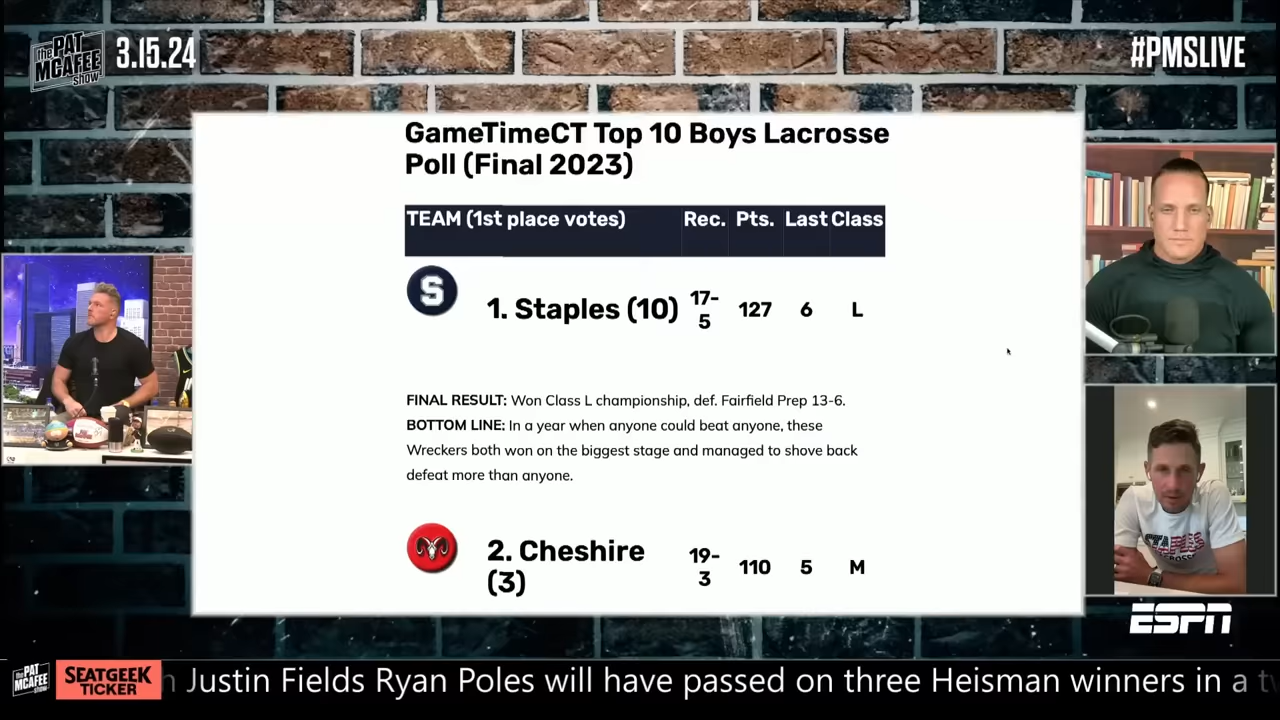 the
PAT
MCAFEE
show
3.15.24
#PMSLIVE
GameTimeCT Top 10 Boys Lacrosse
Poll (Final 2023)
TEAM (1st place votes) Rec. Pts. Last Class
S
1. Staples (10) 17-5 127 6 L
FINAL RESULT: Won Class L championship, def. Fairfield Prep 13-6.
BOTTOM LINE: In a year when anyone could beat anyone, these
Wreckers both won on the biggest stage and managed to shove back
defeat more than anyone.
2. Cheshire
(3) 19-3 110 5 M
STAPLES
ESPN
the
PAT
MCAFEE
show
SEATGEEK
TICKER
Justin Fields Ryan Poles will have passed on three Heisman winners in a